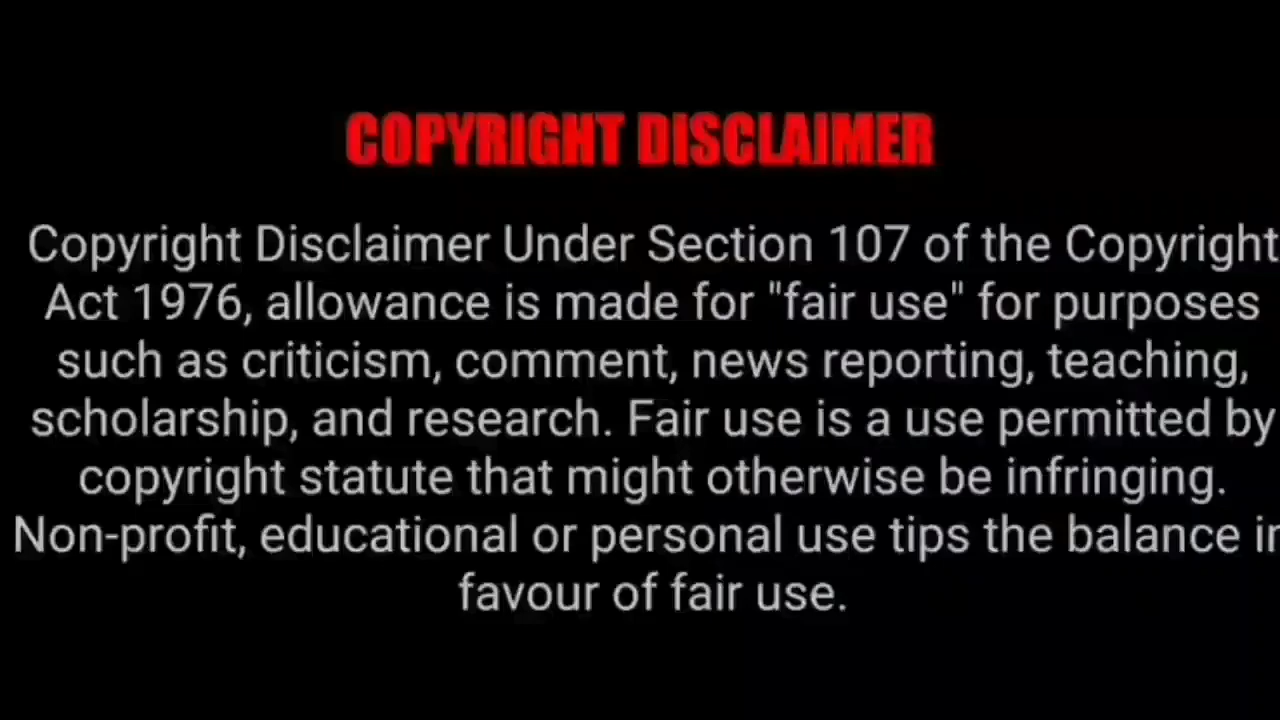 COPYRIGHT DISCLAIMER
Copyright Disclaimer Under Section 107 of the Copyright
Act 1976, allowance is made for "fair use" for purposes
such as criticism, comment, news reporting, teaching,
scholarship, and research. Fair use is a use permitted by
copyright statute that might otherwise be infringing.
Non-profit, educational or personal use tips the balance in
favour of fair use.